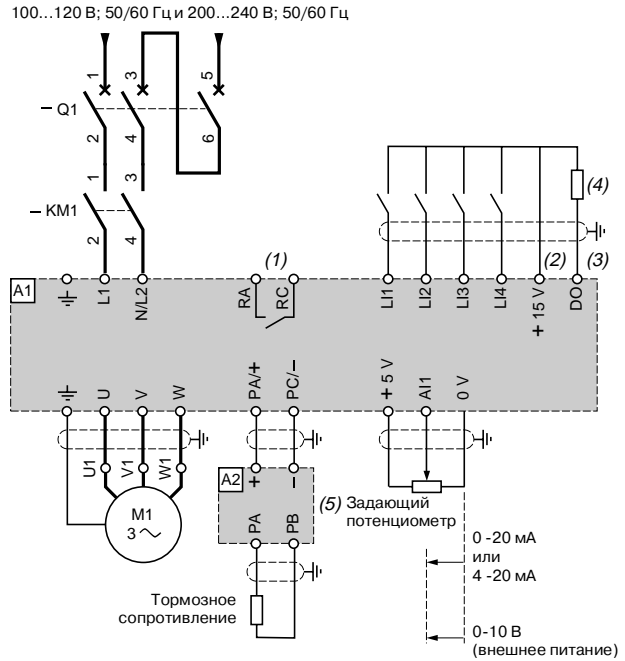 100...120 В; 50/60 Гц и 200...240 В; 50/60 Гц
1 3 5
– Q1
2 4 6
1 3
– KM1
2 4
(4)
A1
L1 N/L2 RA (1) RC LI1 LI2 LI3 LI4 (2) + 15 V (3) DO
U V W PA/+ PC/– + 5 V AI1 0 V
U1 V1 W1
M1
3
A2 + –
PA PB
(5) Задающий
потенциометр
0 -20 мА
или
4 -20 мА
Тормозное
сопротивление
0-10 В
(внешнее питание)